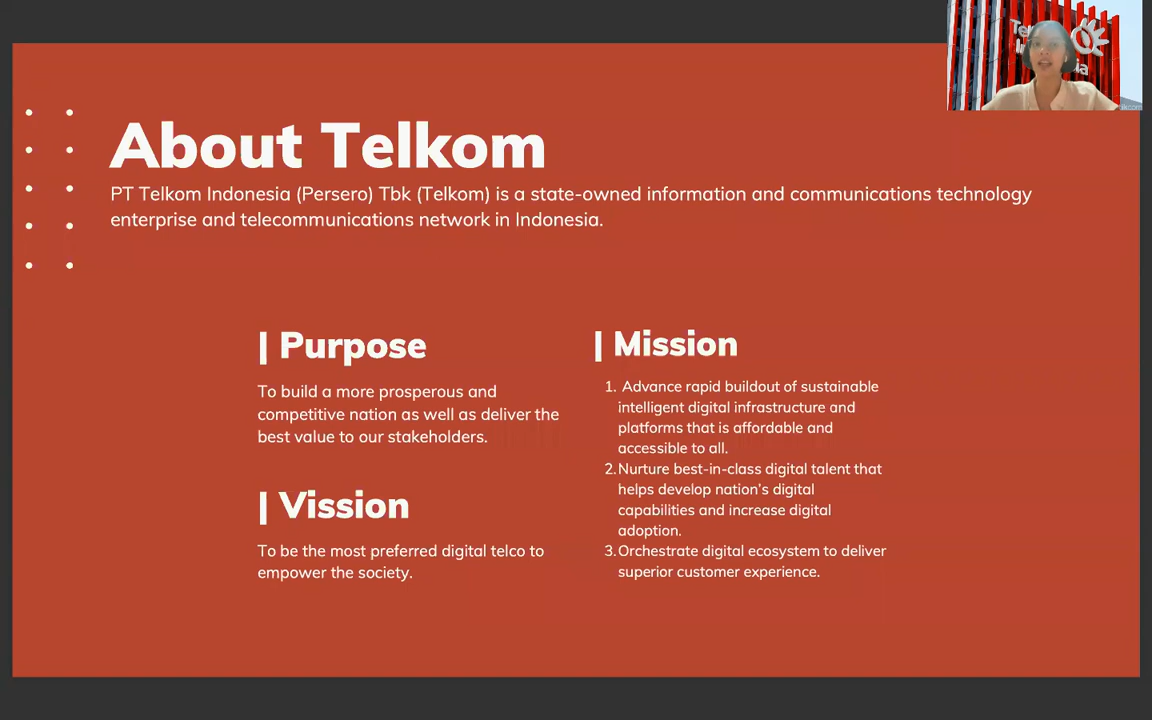 About Telkom
PT Telkom Indonesia (Persero) Tbk (Telkom) is a state-owned information and communications technology
enterprise and telecommunications network in Indonesia.
| Purpose
To build a more prosperous and
competitive nation as well as deliver the
best value to our stakeholders.
| Vission
To be the most preferred digital telco to
empower the society.
| Mission
1. Advance rapid buildout of sustainable
intelligent digital infrastructure and
platforms that is affordable and
accessible to all.
2. Nurture best-in-class digital talent that
helps develop nation's digital
capabilities and increase digital
adoption.
3. Orchestrate digital ecosystem to deliver
superior customer experience.